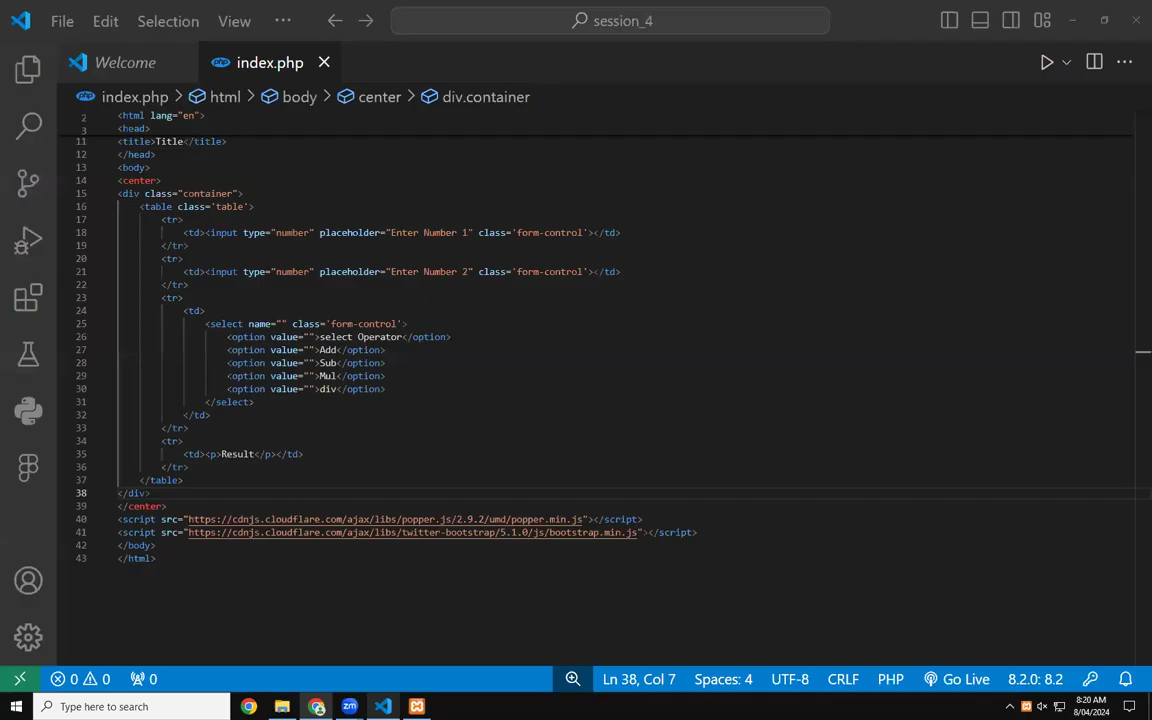 File Edit Selection View ··· session_4
Welcome index.php
index.php > html > body > center > div.container
2 <html lang="en">
3 <head>
11 <title>Title</title>
12 </head>
13 <body>
14 <center>
15 <div class="container">
16 <table class='table'>
17 <tr>
18 <td><input type="number" placeholder="Enter Number 1" class='form-control'></td>
19 </tr>
20 <tr>
21 <td><input type="number" placeholder="Enter Number 2" class='form-control'></td>
22 </tr>
23 <tr>
24 <td>
25 <select name="" class='form-control'>
26 <option value="">select Operator</option>
27 <option value="">Add</option>
28 <option value="">Sub</option>
29 <option value="">Mul</option>
30 <option value="">div</option>
31 </select>
32 </td>
33 </tr>
34 <tr>
35 <td><p>Result</p></td>
36 </tr>
37 </table>
38 </div>
39 </center>
40 <script src="https://cdnjs.cloudflare.com/ajax/libs/popper.js/2.9.2/umd/popper.min.js"></script>
41 <script src="https://cdnjs.cloudflare.com/ajax/libs/twitter-bootstrap/5.1.0/js/bootstrap.min.js"></script>
42 </body>
43 </html>
0 0 0 Ln 38, Col 7 Spaces: 4 UTF-8 CRLF PHP Go Live 8.2.0: 8.2
Type here to search zm 8:20 AM
8/04/2024